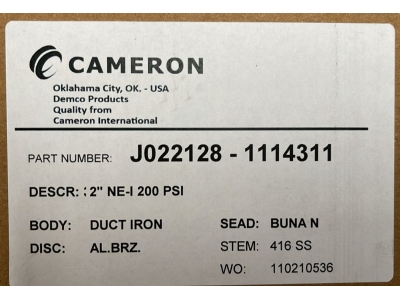 CAMERON
Oklahoma City, OK. - USA
Demco Products
Quality from
Cameron International
PART NUMBER: J022128 - 1114311
DESCR: : 2" NE-I 200 PSI
BODY: DUCT IRON SEAD: BUNA N
DISC: AL.BRZ. STEM: 416 SS
WO: 110210536